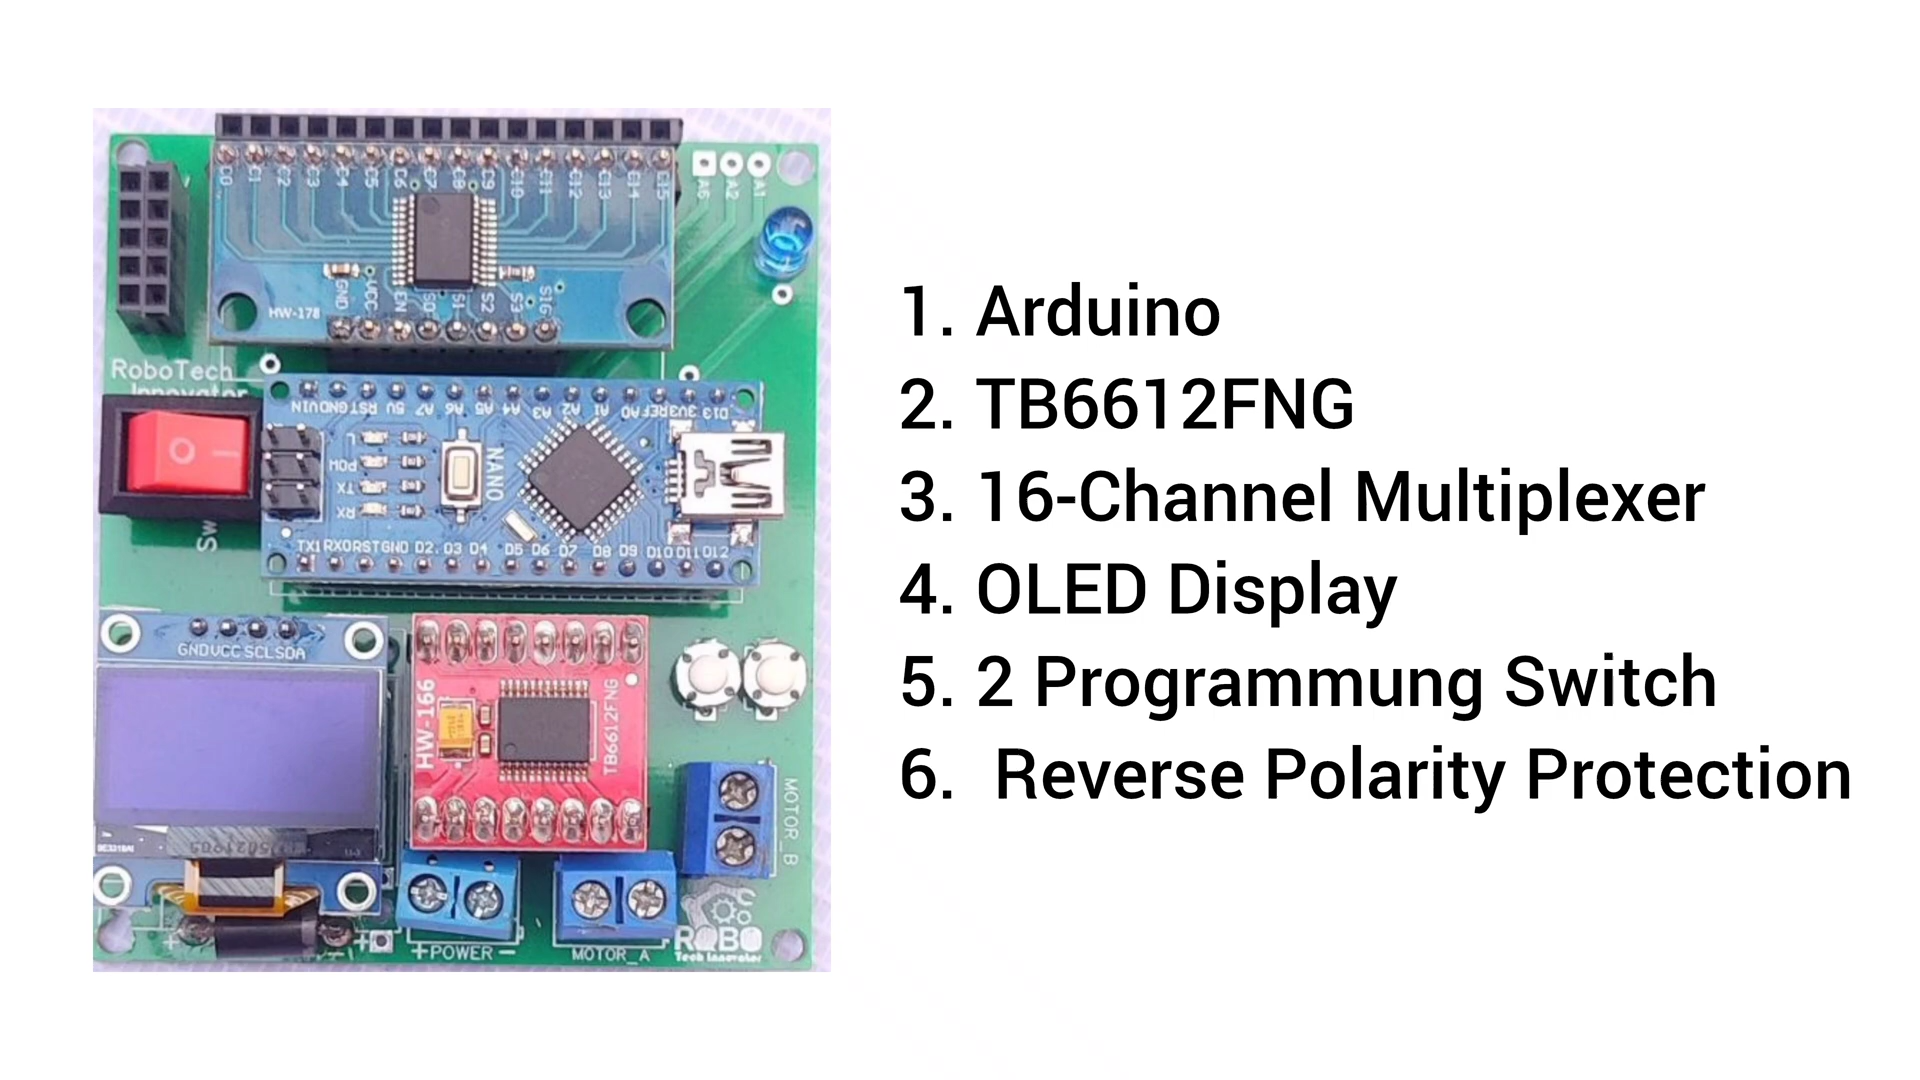 C0 C1 C2 C3 C4 C5 C6 C7 C8 C9 C10 C11 C12 C13 C14 C15
A6 A2 A1
GND VCC EN S0 S1 S2 S3 SIG
HW-178
RoboTech
Innovator
VIN GND RST 5V A7 A6 A5 A4 A3 A2 A1 A0 REF 3V3 D13
L
POW
TX
RX
NANO
Sw
TX1 RX0 RST GND D2 D3 D4 D5 D6 D7 D8 D9 D10 D11 D12
GND VCC SCL SDA
HW-166
TB6612FNG
MOTOR_B
+POWER-
MOTOR_A
ROBO
Tech Innovator
1. Arduino
2. TB6612FNG
3. 16-Channel Multiplexer
4. OLED Display
5. 2 Programmung Switch
6. Reverse Polarity Protection